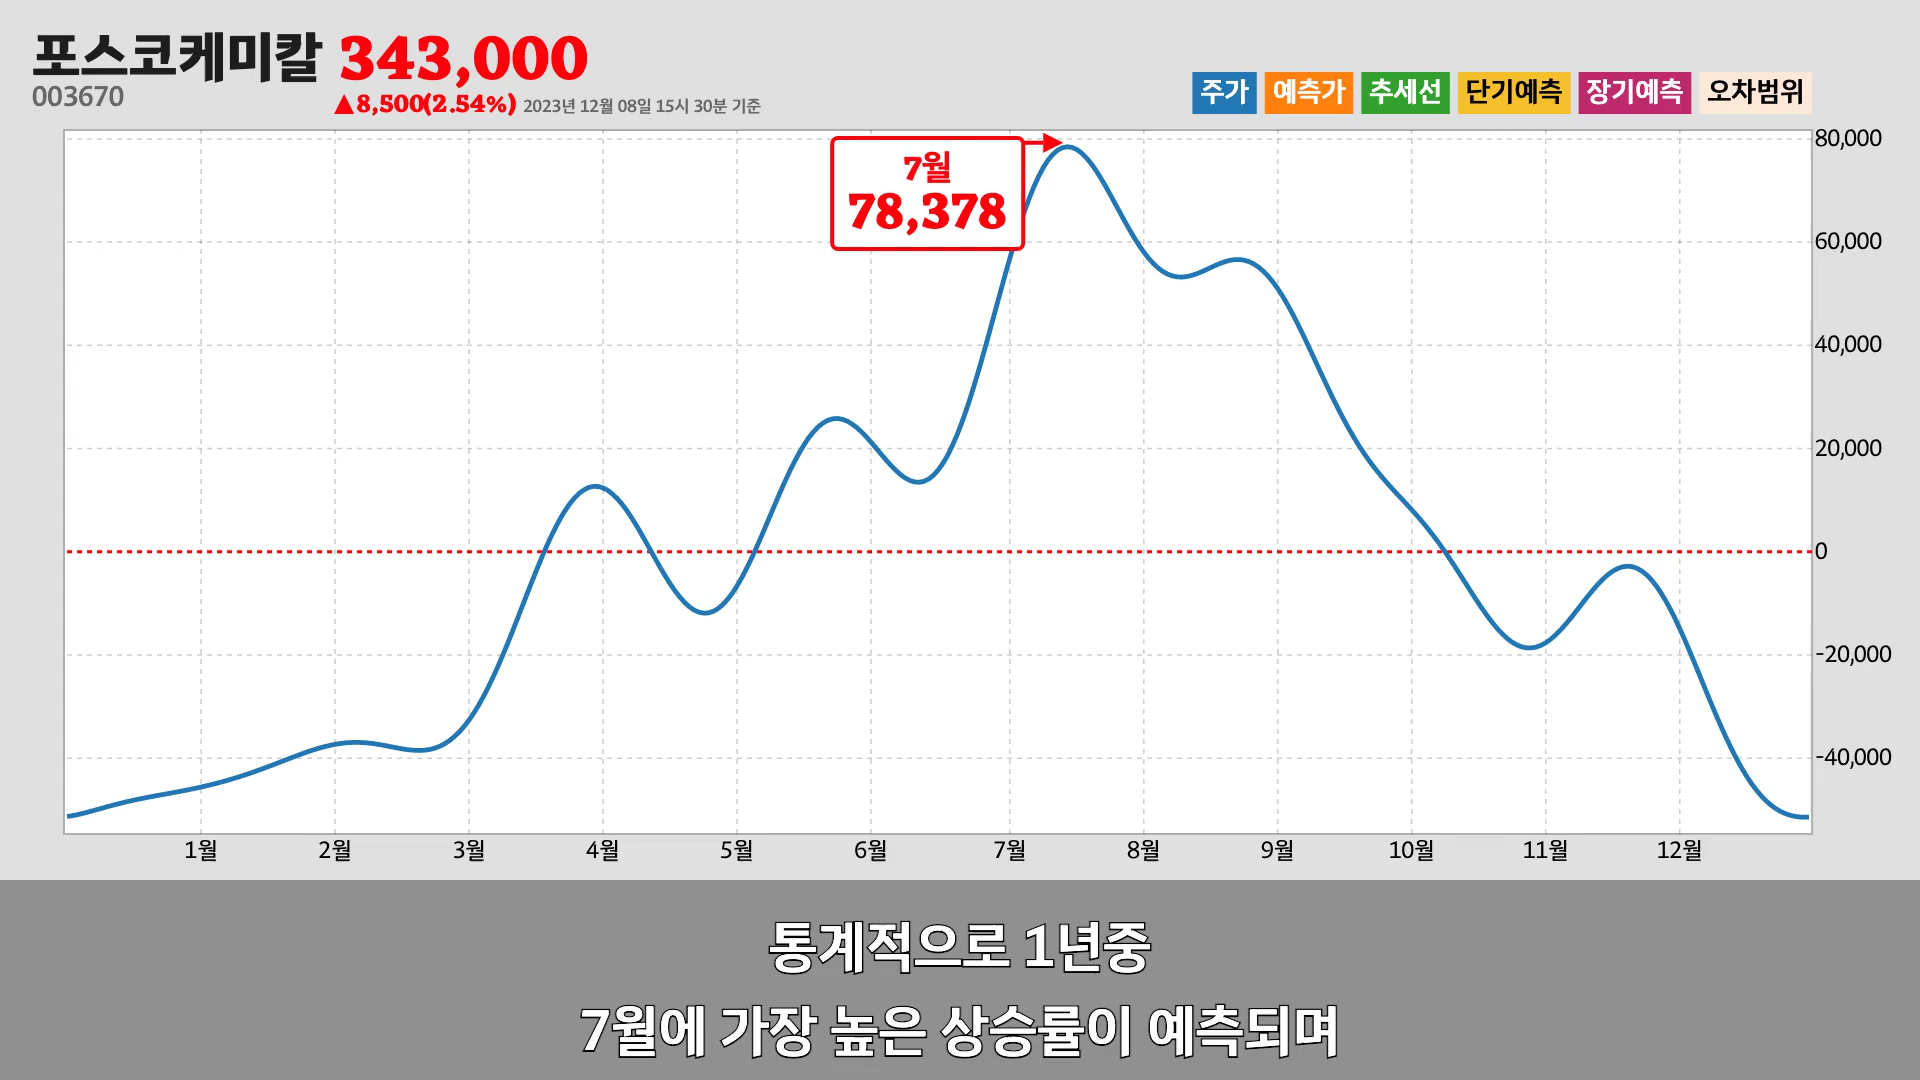 포스코케미칼 343,000
003670
▲8,500(2.54%) 2023년 12월 08일 15시 30분 기준
주가 예측가 추세선 단기예측 장기예측 오차범위
7월
78,378
80,000
60,000
40,000
20,000
0
-20,000
-40,000
1월 2월 3월 4월 5월 6월 7월 8월 9월 10월 11월 12월
통계적으로 1년중
7월에 가장 높은 상승률이 예측되며